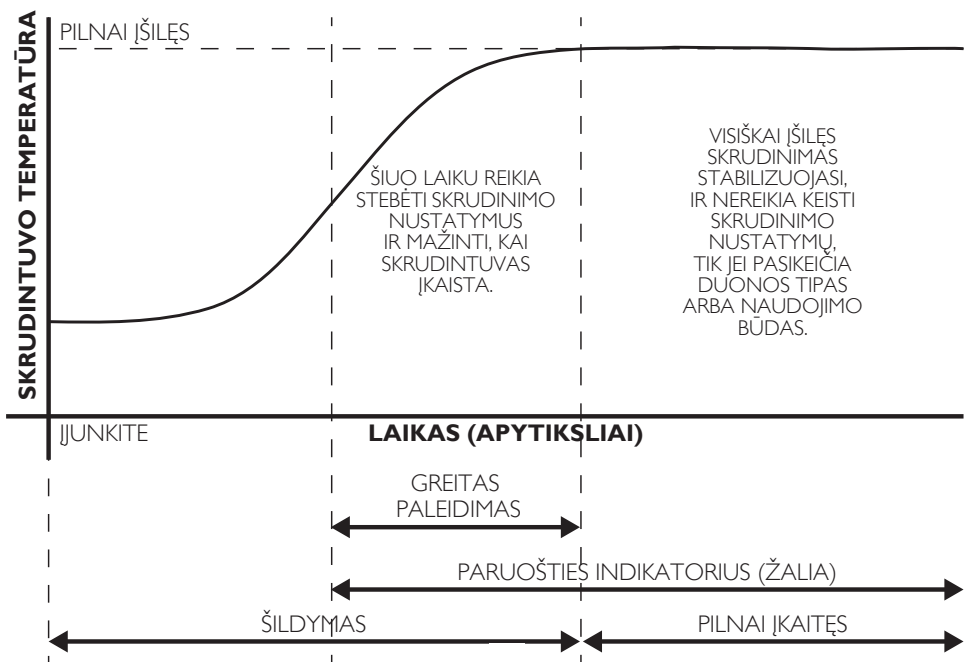 SKRUDINTUVO TEMPERATŪRA
PILNAI ĮŠILĘS
ŠIUO LAIKU REIKIA
STEBĖTI SKRUDINIMO
NUSTATYMUS
IR MAŽINTI, KAI
SKRUDINTUVAS
ĮKAISTA.
VISIŠKAI ĮŠILĘS
SKRUDINIMAS
STABILIZUOJASI,
IR NEREIKIA KEISTI
SKRUDINIMO
NUSTATYMŲ,
TIK JEI PASIKEIČIA
DUONOS TIPAS
ARBA NAUDOJIMO
BŪDAS.
ĮJUNKITE
LAIKAS (APYTIKSLIAI)
GREITAS
PALEIDIMAS
PARUOŠTIES INDIKATORIUS (ŽALIA)
ŠILDYMAS
PILNAI ĮKAITĘS